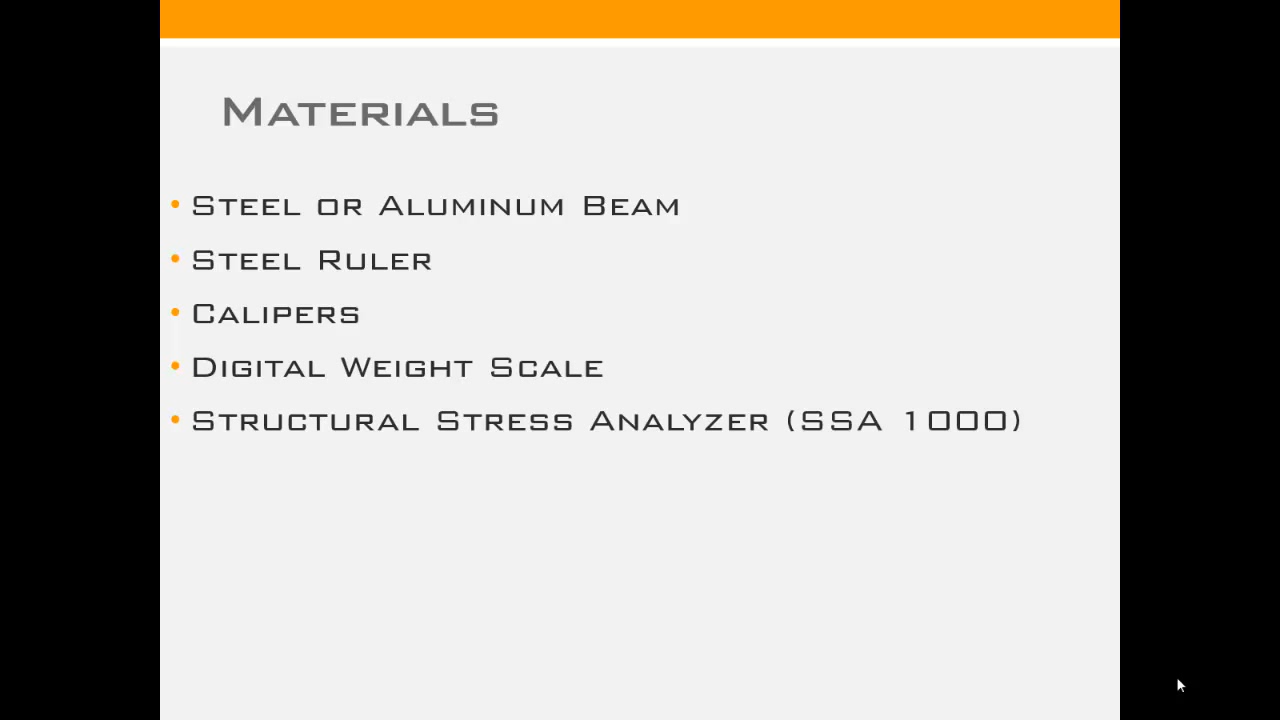 Materials
• Steel or Aluminum Beam
• Steel Ruler
• Calipers
• Digital Weight Scale
• Structural Stress Analyzer (SSA 1000)